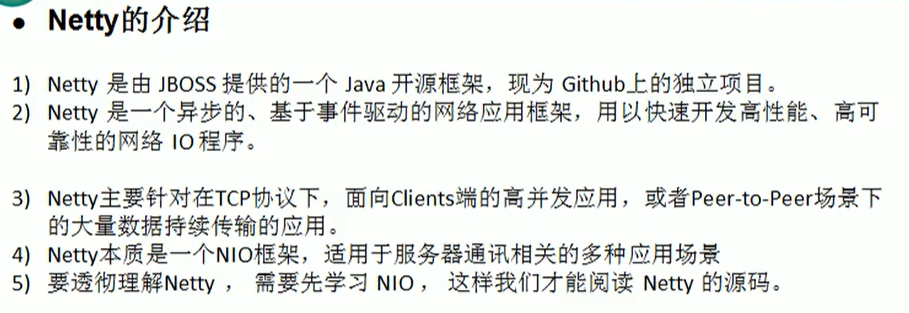 • Netty的介绍
1) Netty 是由 JBOSS 提供的一个 Java 开源框架，现为 Github上的独立项目。
2) Netty 是一个异步的、基于事件驱动的网络应用框架，用以快速开发高性能、高可
靠性的网络 IO 程序。
3) Netty主要针对在TCP协议下，面向Clients端的高并发应用，或者Peer-to-Peer场景下
的大量数据持续传输的应用。
4) Netty本质是一个NIO框架，适用于服务器通讯相关的多种应用场景
5) 要透彻理解Netty ， 需要先学习 NIO ， 这样我们才能阅读 Netty 的源码。